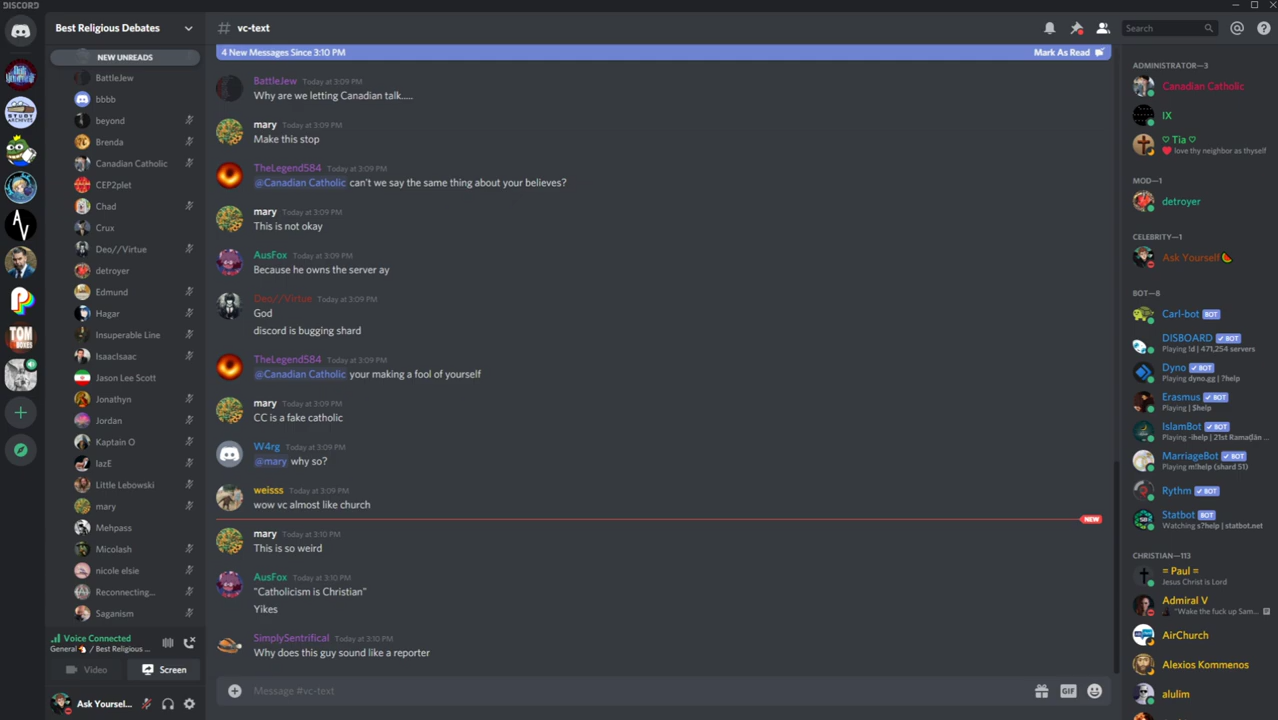 DISCORD
Best Religious Debates
NEW UNREADS
BattleJew
bbbb
beyond
Brenda
Canadian Catholic
CEP2plet
Chad
Crux
Deo//Virtue
detroyer
Edmund
Hagar
Insuperable Line
IsaacIsaac
Jason Lee Scott
Jonathyn
Jordan
Kaptain O
lazE
Little Lebowski
mary
Mehpass
Micolash
nicole elsie
Reconnecting...
Saganism
Voice Connected
General / Best Religious ...
Video
Screen
Ask Yoursel...
# vc-text
Search
4 New Messages Since 3:10 PM
Mark As Read
BattleJew Today at 3:09 PM
Why are we letting Canadian talk.....
mary Today at 3:09 PM
Make this stop
TheLegend584 Today at 3:09 PM
@Canadian Catholic can't we say the same thing about your believes?
mary Today at 3:09 PM
This is not okay
AusFox Today at 3:09 PM
Because he owns the server ay
Deo//Virtue Today at 3:09 PM
God
discord is bugging shard
TheLegend584 Today at 3:09 PM
@Canadian Catholic your making a fool of yourself
mary Today at 3:09 PM
CC is a fake catholic
W4rg Today at 3:09 PM
@mary why so?
weisss Today at 3:09 PM
wow vc almost like church
NEW
mary Today at 3:10 PM
This is so weird
AusFox Today at 3:10 PM
"Catholicism is Christian"
Yikes
SimplySentrifical Today at 3:10 PM
Why does this guy sound like a reporter
Message #vc-text
GIF
ADMINISTRATOR—3
Canadian Catholic
IX
♡ Tia ♡
love thy neighbor as thyself
MOD—1
detroyer
CELEBRITY—1
Ask Yourself
BOT—8
Carl-bot BOT
DISBOARD BOT
Playing !d | 471,254 servers
Dyno BOT
Playing dyno.gg | ?help
Erasmus BOT
Playing | $help
IslamBot BOT
Playing -ihelp | 21st Ramaḍān ...
MarriageBot BOT
Playing m!help (shard 51)
Rythm BOT
Statbot BOT
Watching s?help | statbot.net
CHRISTIAN—113
= Paul =
Jesus Christ is Lord
Admiral V
"Wake the fuck up Sam...
AirChurch
Alexios Kommenos
alulim